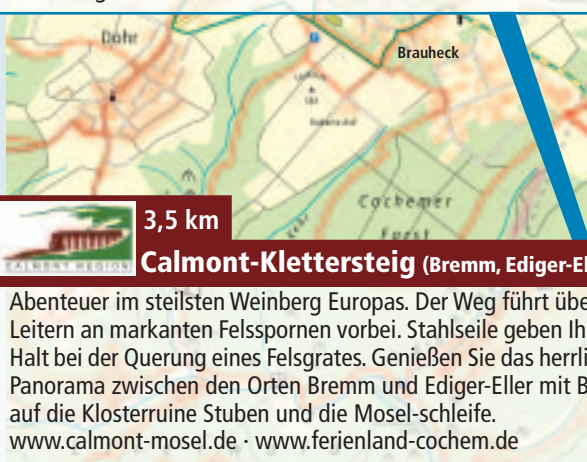 Dohr
Brauheck
Cochemer
Forst
3,5 km
CALMONT REGION
Calmont-Klettersteig (Bremm, Ediger-El
Abenteuer im steilsten Weinberg Europas. Der Weg führt übe
Leitern an markanten Felsspornen vorbei. Stahlseile geben Ih
Halt bei der Querung eines Felsgrates. Genießen Sie das herrli
Panorama zwischen den Orten Bremm und Ediger-Eller mit B
auf die Klosterruine Stuben und die Mosel-schleife.
www.calmont-mosel.de · www.ferienland-cochem.de